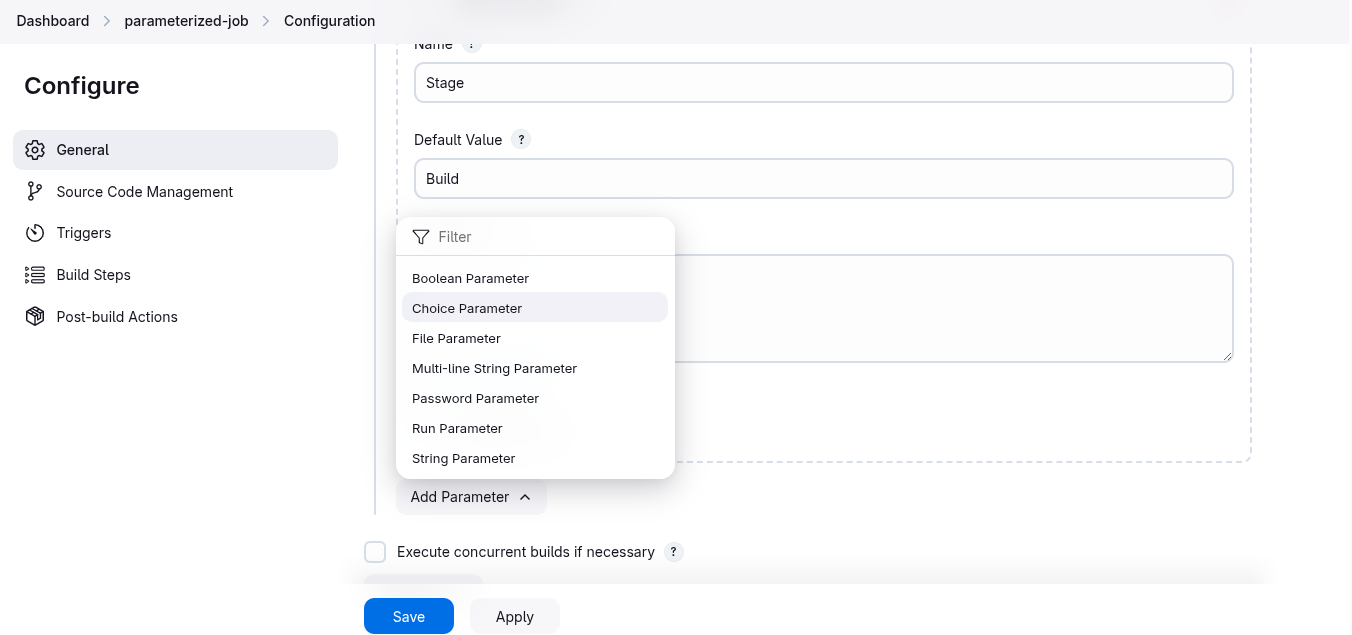 Dashboard > parameterized-job > Configuration
Configure
General
Source Code Management
Triggers
Build Steps
Post-build Actions
Name ?
Stage
Default Value ?
Build
Filter
Boolean Parameter
Choice Parameter
File Parameter
Multi-line String Parameter
Password Parameter
Run Parameter
String Parameter
Add Parameter
Execute concurrent builds if necessary ?
Save
Apply